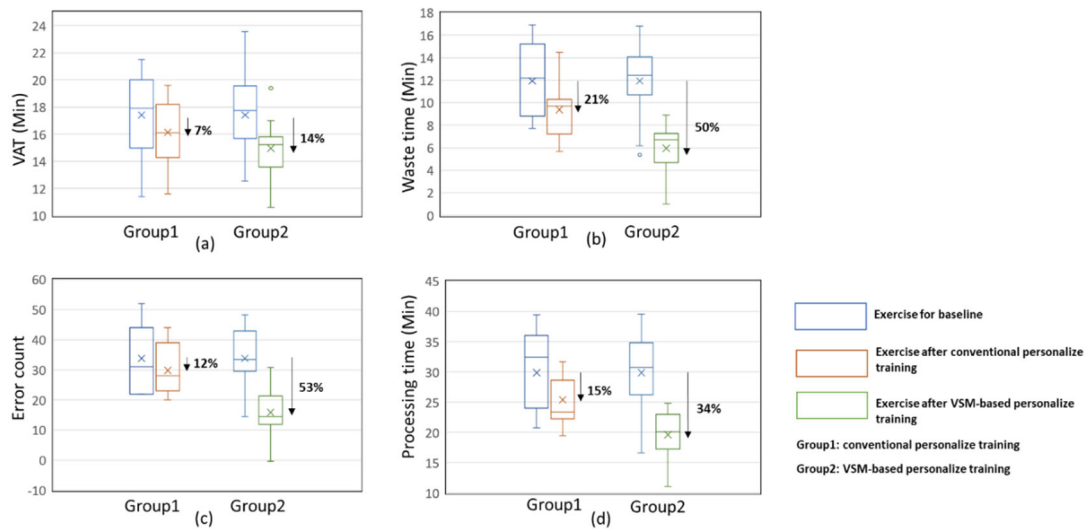 24
22
20
18
16
14
12
10
VAT (Min)
7%
14%
Group1
Group2
(a)
18
16
14
12
10
8
6
4
2
0
Waste time (Min)
21%
50%
Group1
Group2
(b)
60
50
40
30
20
10
0
-10
Error count
12%
53%
Group1
Group2
(c)
45
40
35
30
25
20
15
10
Processing time (Min)
15%
34%
Group1
Group2
(d)
Exercise for baseline
Exercise after conventional personalize
training
Exercise after VSM-based personalize
training
Group1: conventional personalize training
Group2: VSM-based personalize training